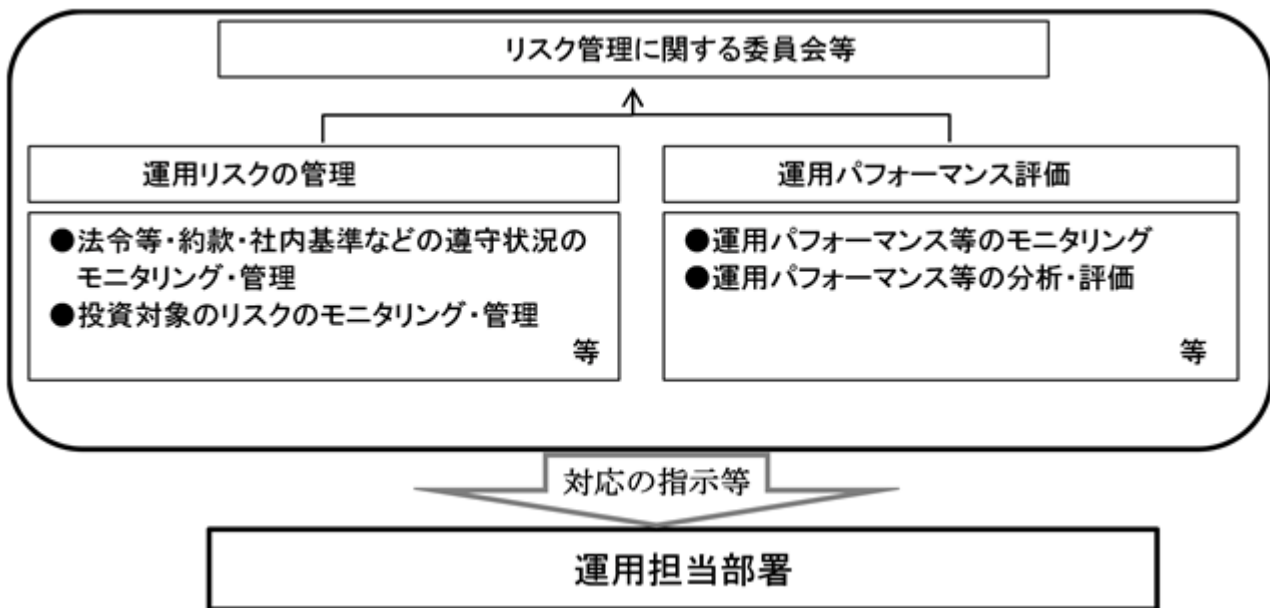 リスク管理に関する委員会等
運用リスクの管理
●法令等・約款・社内基準などの遵守状況の
モニタリング・管理
●投資対象のリスクのモニタリング・管理
等
運用パフォーマンス評価
●運用パフォーマンス等のモニタリング
●運用パフォーマンス等の分析・評価
等
対応の指示等
運用担当部署